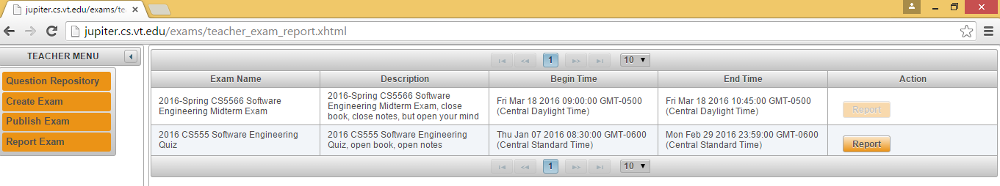 jupiter.cs.vt.edu/exams/te
jupiter.cs.vt.edu/exams/teacher_exam_report.xhtml
TEACHER MENU
Question Repository
Create Exam
Publish Exam
Report Exam
1 10
Exam Name Description Begin Time End Time Action
2016-Spring CS5566 Software
Engineering Midterm Exam
2016-Spring CS5566 Software
Engineering Midterm Exam, close
book, close notes, but open your mind
Fri Mar 18 2016 09:00:00 GMT-0500
(Central Daylight Time)
Fri Mar 18 2016 10:45:00 GMT-0500
(Central Daylight Time)
Report
2016 CS555 Software Engineering
Quiz
2016 CS555 Software Engineering
Quiz, open book, open notes
Thu Jan 07 2016 08:30:00 GMT-0600
(Central Standard Time)
Mon Feb 29 2016 23:59:00 GMT-0600
(Central Standard Time)
Report
1 10